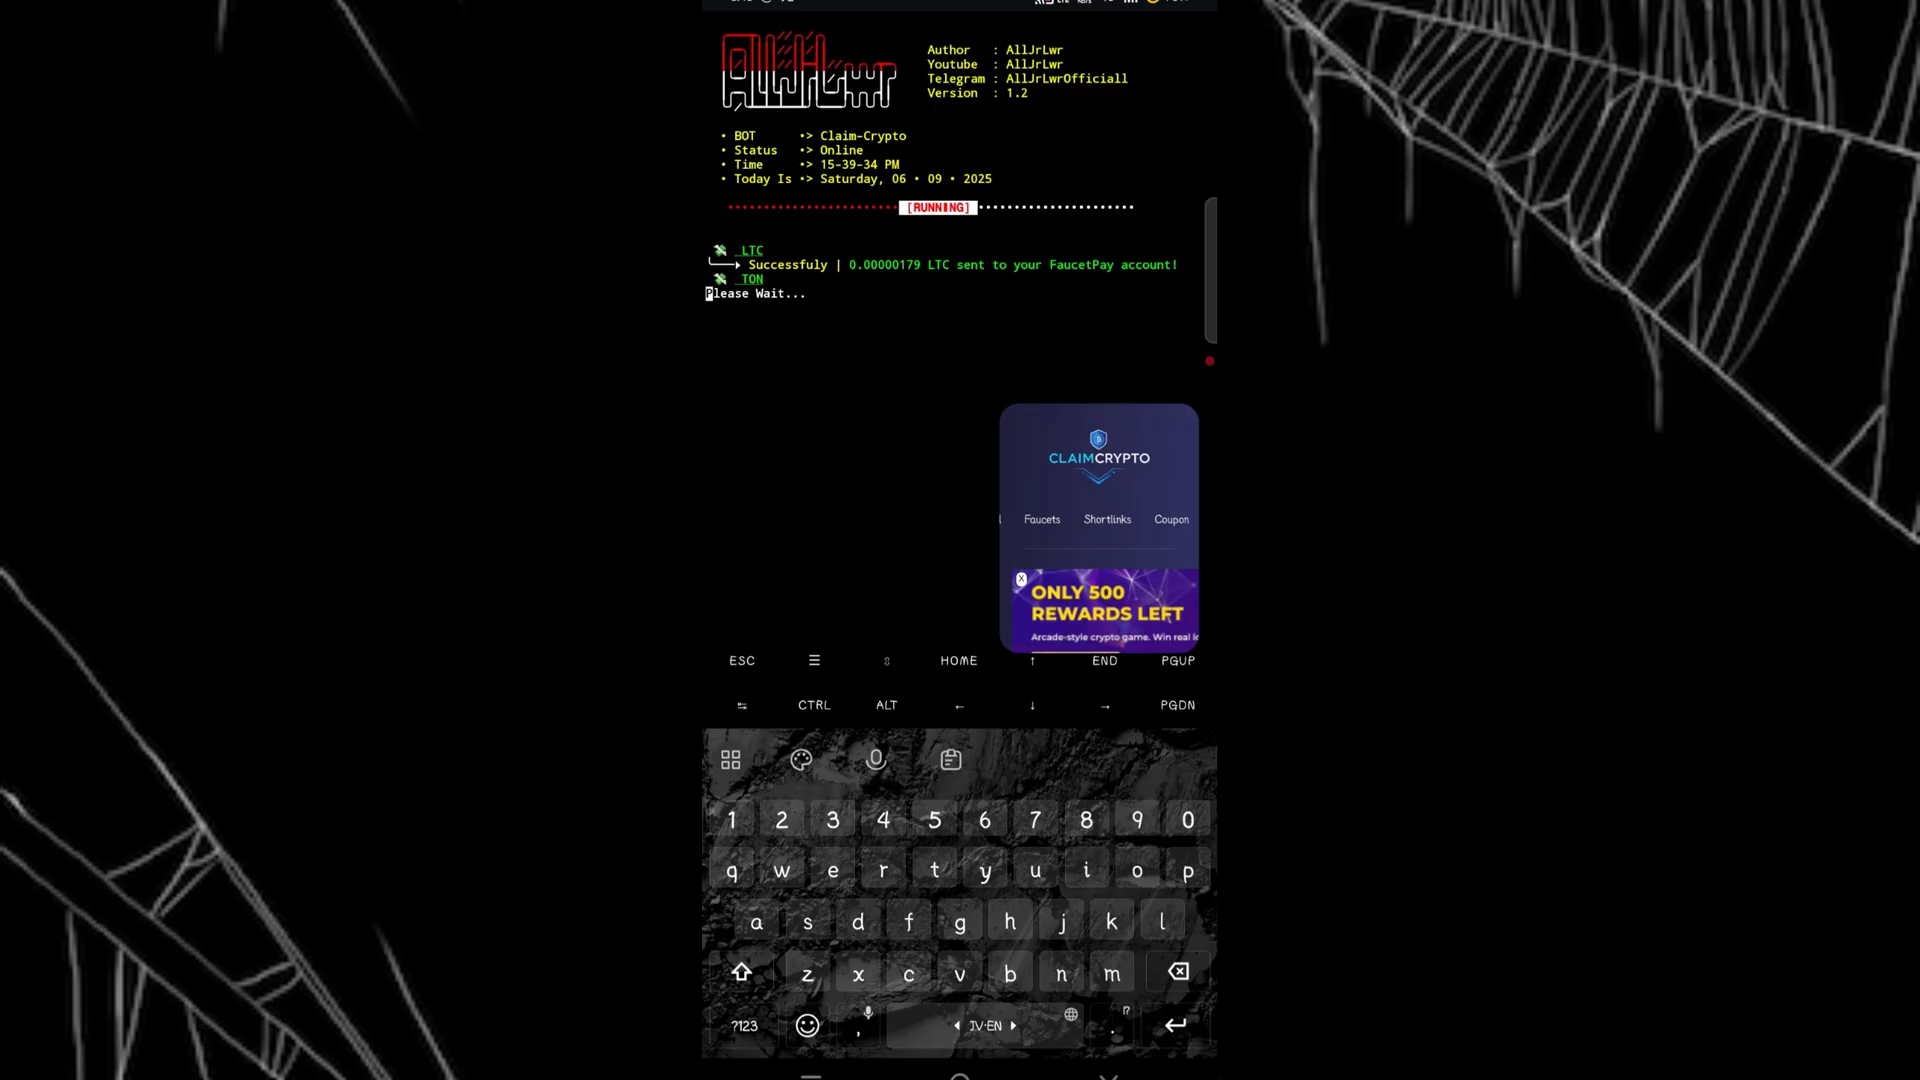 AllJrLwr
Author : AllJrLwr
Youtube : AllJrLwr
Telegram : AllJrLwrOfficiall
Version : 1.2
• BOT •> Claim-Crypto
• Status •> Online
• Time •> 15-39-34 PM
• Today Is •> Saturday, 06 • 09 • 2025
[RUNNING]
LTC
Successfuly | 0.00000179 LTC sent to your FaucetPay account!
TON
Please Wait...
CLAIMCRYPTO
Faucets Shortlinks Coupon
X
ONLY 500
REWARDS LEFT
Arcade-style crypto game. Win real
ESC ☰ ⇳ HOME ↑ END PGUP
↹ CTRL ALT ← ↓ → PGDN
1 2 3 4 5 6 7 8 9 0
q w e r t y u i o p
a s d f g h j k l
z x c v b n m
?123 , JV·EN . !?